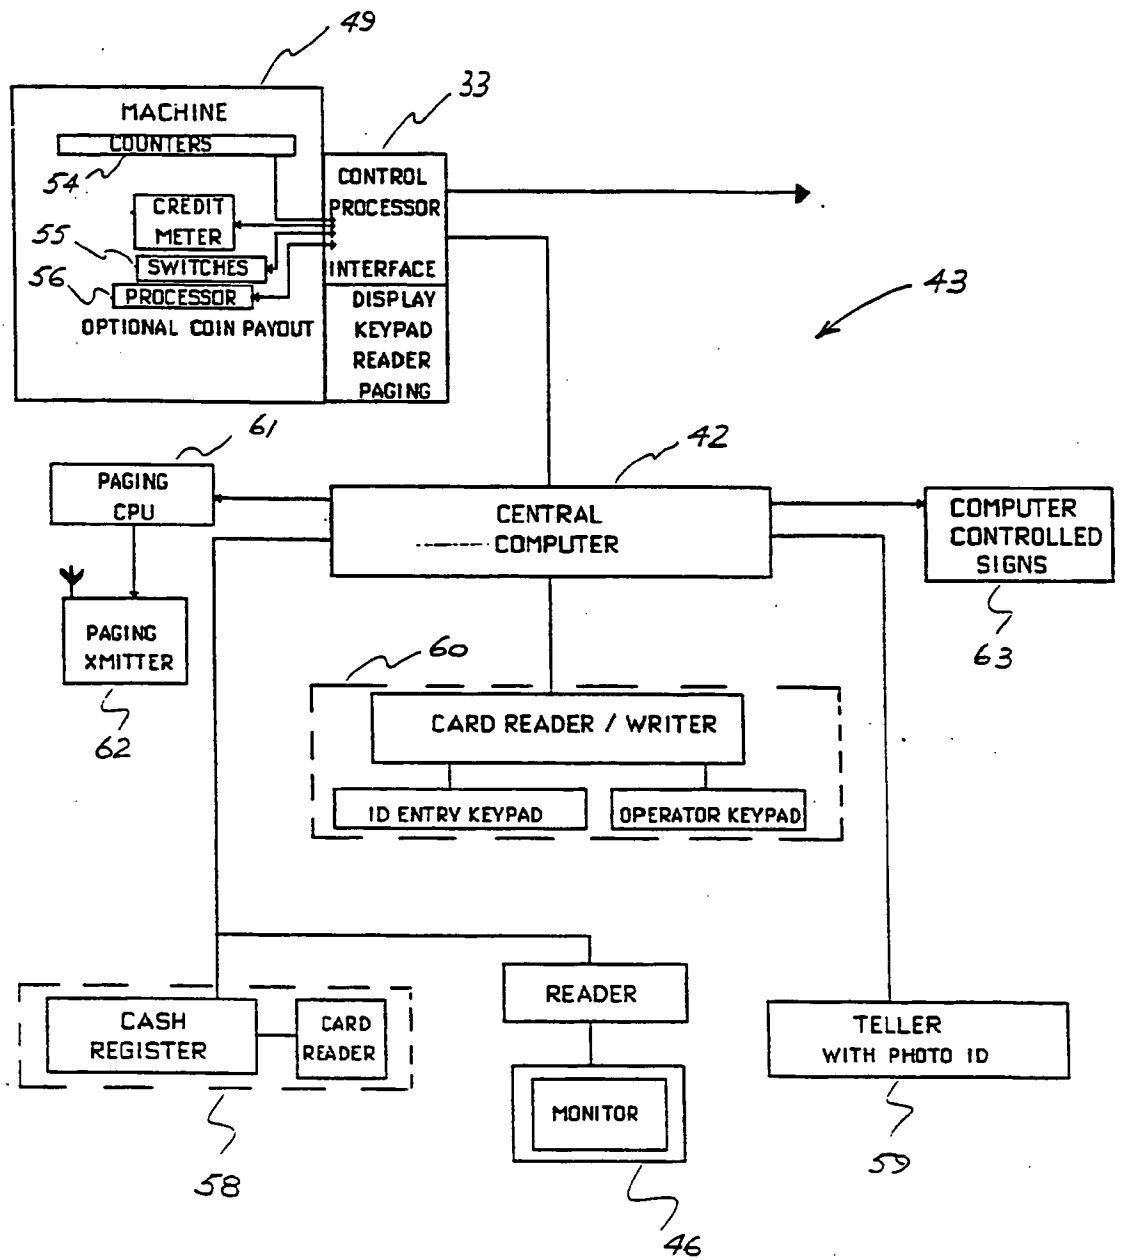 49
33
MACHINE
COUNTERS
54
CREDIT
METER
55
SWITCHES
56
PROCESSOR
OPTIONAL COIN PAYOUT
CONTROL
PROCESSOR
INTERFACE
DISPLAY
KEYPAD
READER
PAGING
43
61
42
PAGING
CPU
CENTRAL
COMPUTER
COMPUTER
CONTROLLED
SIGNS
63
PAGING
XMITTER
62
60
CARD READER / WRITER
ID ENTRY KEYPAD
OPERATOR KEYPAD
CASH
REGISTER
CARD
READER
58
READER
MONITOR
46
TELLER
WITH PHOTO ID
59